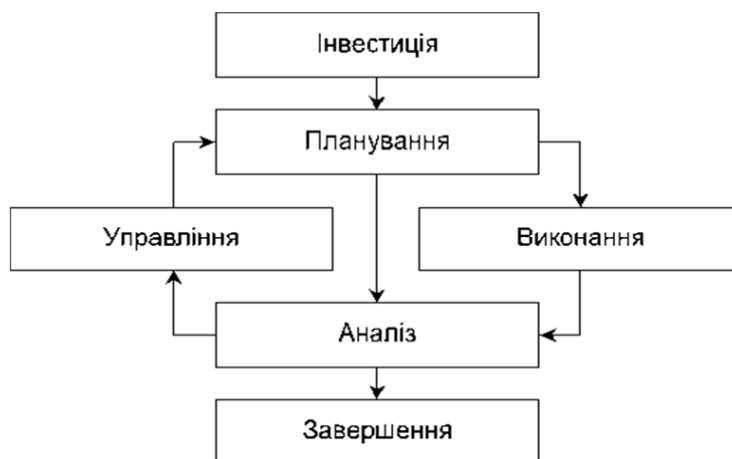 Інвестиція
Планування
Управління
Виконання
Аналіз
Завершення